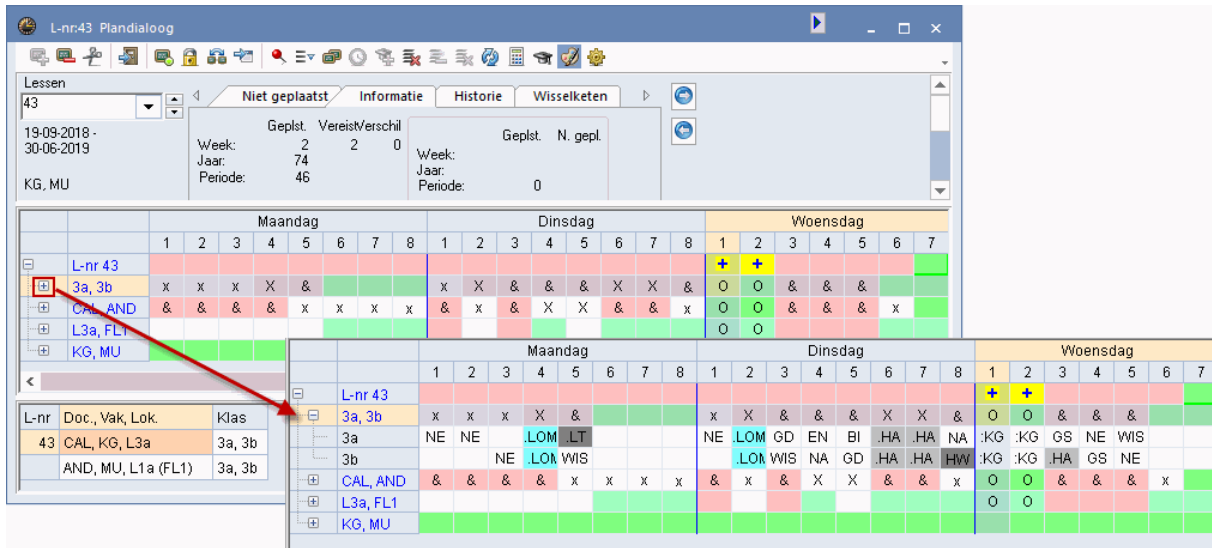 L-nr:43 Plandialoog
Lessen
43
Niet geplaatst Informatie Historie Wisselketen
19-09-2018 -
30-06-2019
KG, MU
Geplst. Vereist Verschil
Week: 2 2 0
Jaar: 74
Periode: 46
Geplst. N. gepl.
Week:
Jaar:
Periode: 0
Maandag Dinsdag Woensdag
1 2 3 4 5 6 7 8 1 2 3 4 5 6 7 8 1 2 3 4 5 6 7
L-nr 43 + +
3a, 3b x x x X & x X & & & X X & O O & & &
CAL, AND & & & & x x x x & x & X X & & x O O & & & x
L3a, FL1 O O
KG, MU
L-nr Doc., Vak, Lok. Klas
43 CAL, KG, L3a 3a, 3b
AND, MU, L1a (FL1) 3a, 3b
Maandag Dinsdag Woensdag
1 2 3 4 5 6 7 8 1 2 3 4 5 6 7 8 1 2 3 4 5 6 7
L-nr 43 + +
3a, 3b x x x X & x X & & & X X & O O & & &
3a NE NE .LOM .LT NE .LOM GD EN BI .HA .HA NA :KG :KG GS NE WIS
3b NE .LOM WIS .LOM WIS NA GD .HA .HA HW :KG :KG .HA GS NE
CAL, AND & & & & x x x x & x & X X & & x O O & & & x
L3a, FL1 O O
KG, MU